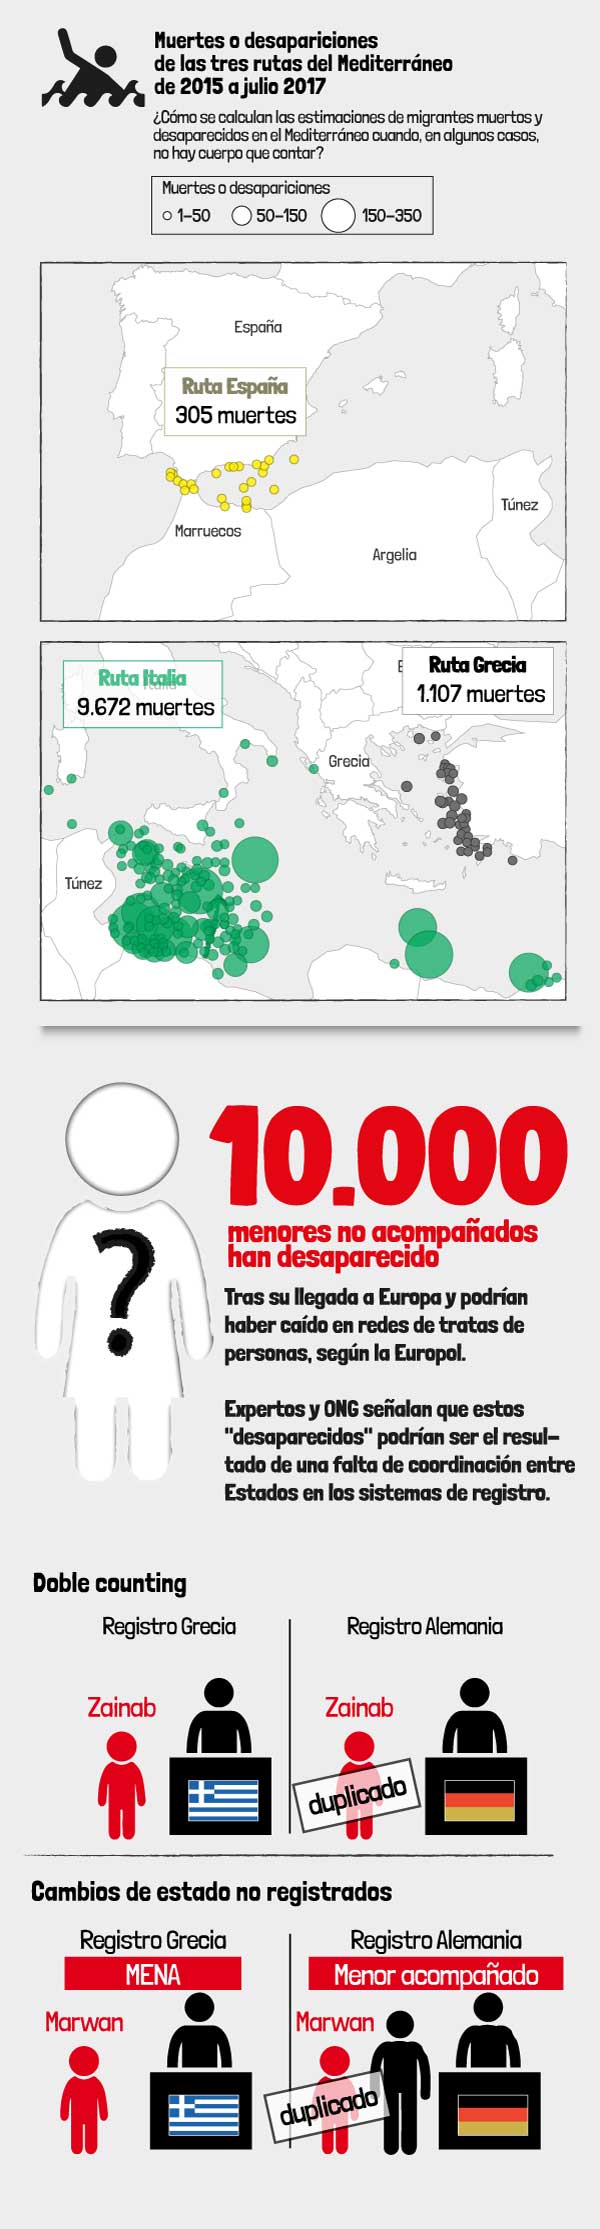 Muertes o desapariciones
de las tres rutas del Mediterráneo
de 2015 a julio 2017
¿Cómo se calculan las estimaciones de migrantes muertos y
desaparecidos en el Mediterráneo cuando, en algunos casos,
no hay cuerpo que contar?
Muertes o desapariciones
1-50 50-150 150-350
España
Ruta España
305 muertes
Túnez
Marruecos
Argelia
Ruta Italia
9.672 muertes
Ruta Grecia
1.107 muertes
Grecia
Túnez
10.000
menores no acompañados
han desaparecido
Tras su llegada a Europa y podrían
haber caído en redes de tratas de
personas, según la Europol.
Expertos y ONG señalan que estos
"desaparecidos" podrían ser el resul-
tado de una falta de coordinación entre
Estados en los sistemas de registro.
Doble counting
Registro Grecia
Registro Alemania
Zainab
Zainab
duplicado
Cambios de estado no registrados
Registro Grecia
Registro Alemania
MENA
Menor acompañado
Marwan
Marwan
duplicado